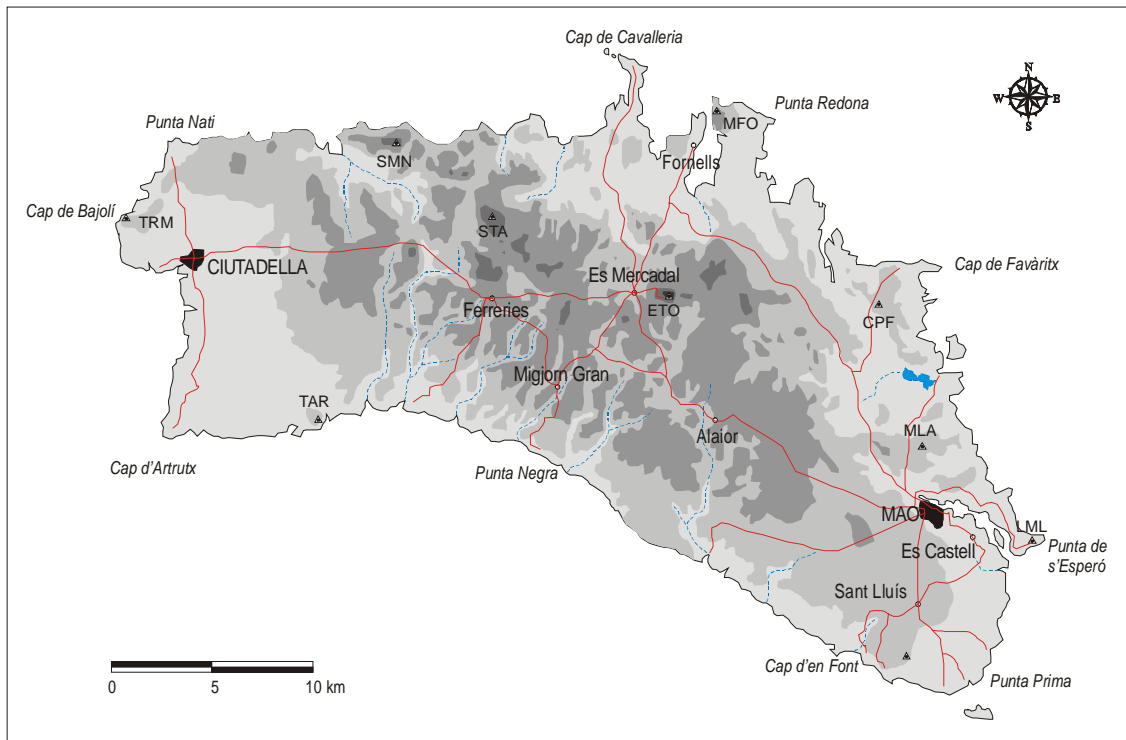 Cap de Cavalleria
N
W E
S
Punta Redona
Punta Nati
MFO
SMN
Fornells
Cap de Bajolí
TRM
STA
CIUTADELLA
Es Mercadal
Cap de Favàritx
Ferreries
ETO
CPF
Migjorn Gran
TAR
Alaior
MLA
Cap d'Artrutx
Punta Negra
MAO
LML
Es Castell
Punta de
s'Esperó
Sant Lluís
Cap d'en Font
Punta Prima
0 5 10 km